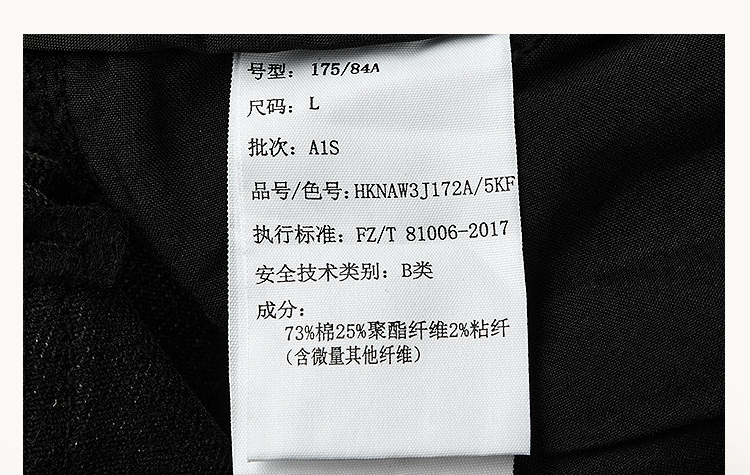 号型：175/84A
尺码：L
批次：A1S
品号/色号:HKNAW3J172A/5KF
执行标准：FZ/T 81006-2017
安全技术类别：B类
成分：
73%棉25%聚酯纤维2%粘纤
(含微量其他纤维)